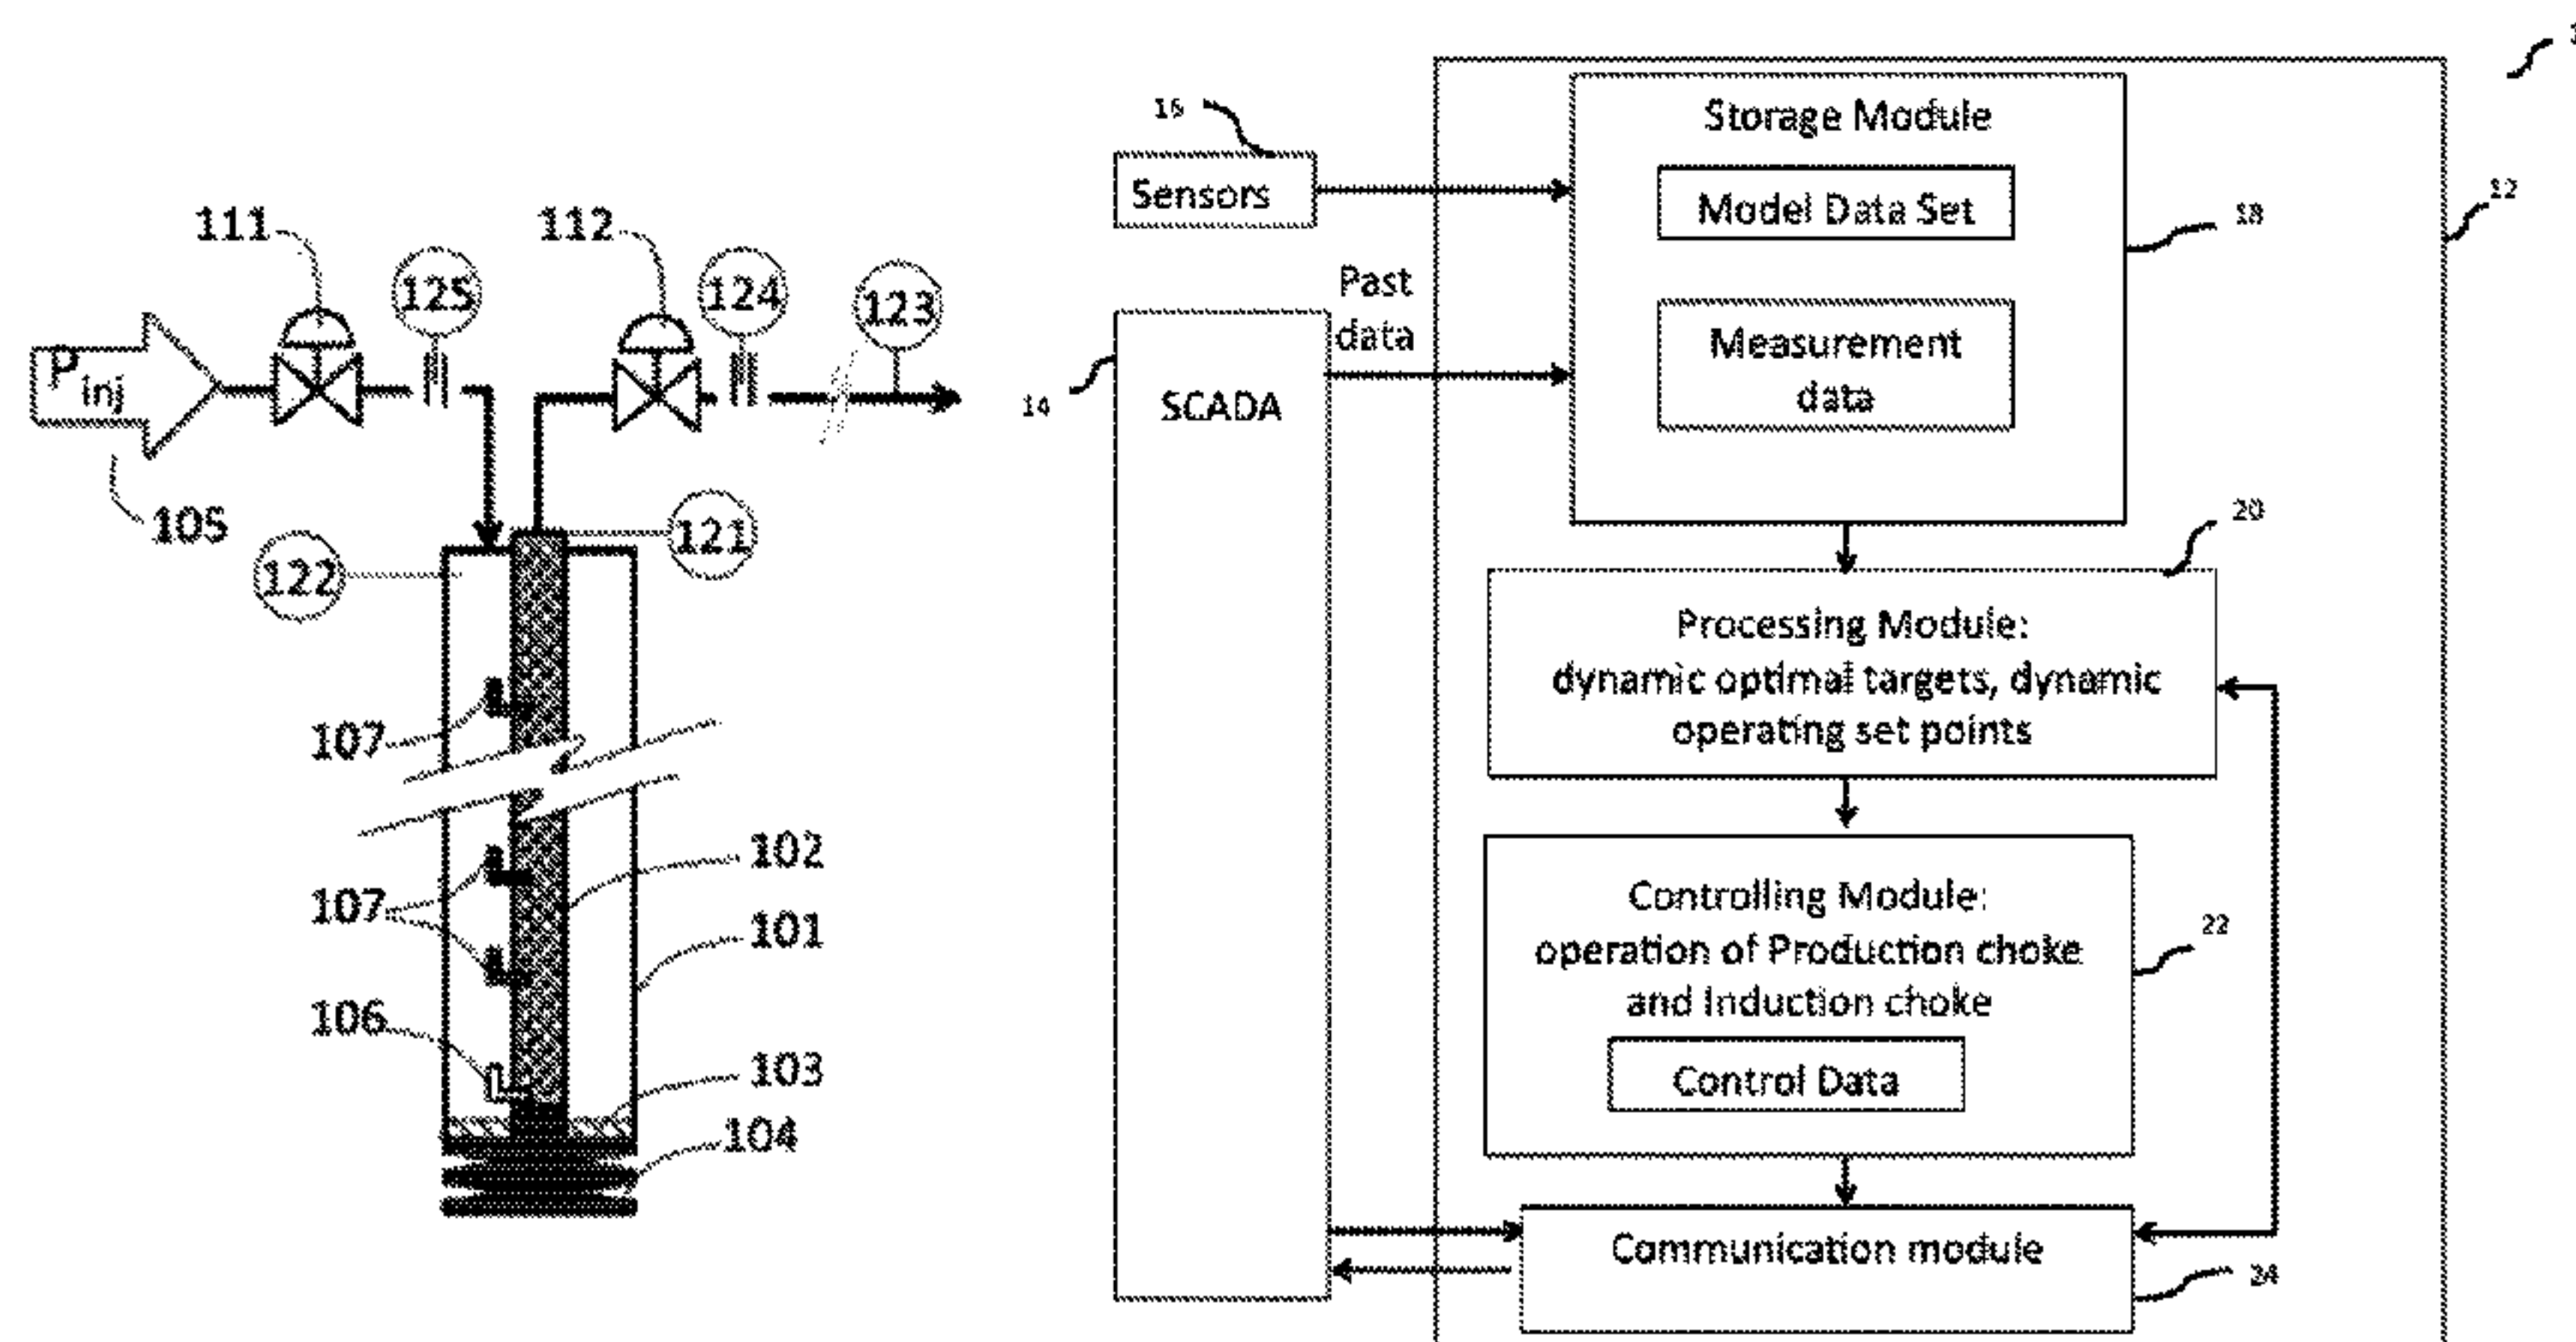 111
112
125
124
123
P
inj
105
121
122
107
102
107
101
106
103
104
16
Sensors
Past
data
14
SCADA
12
Storage Module
Model Data Set
18
Measurement
data
20
Processing Module:
dynamic optimal targets, dynamic
operating set points
Controlling Module:
operation of Production choke
and Induction choke
22
Control Data
Communication module
24